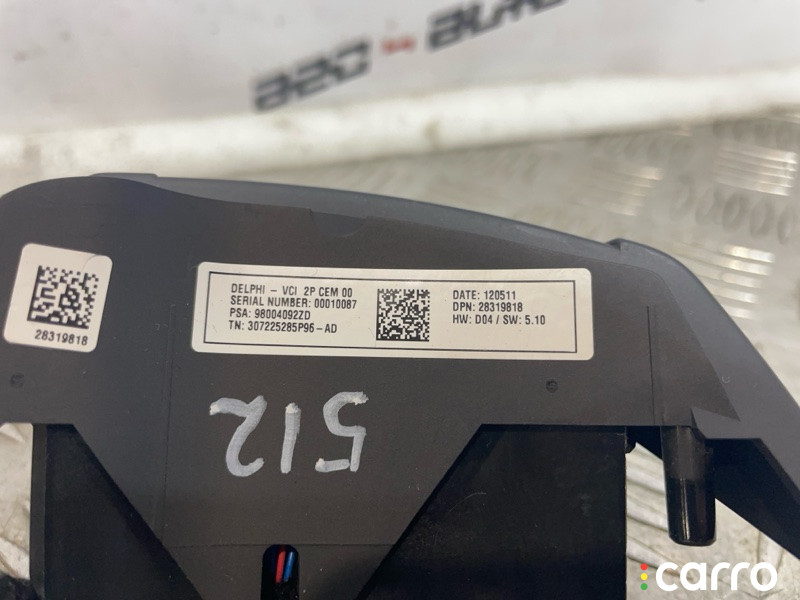 DELPHI - VCI 2P CEM 00
SERIAL NUMBER: 00010087
PSA: 98004092ZD
TN: 307225285P96-AD
DATE: 120511
DPN: 28319818
HW: D04 / SW: 5.10
28319818
512
carro